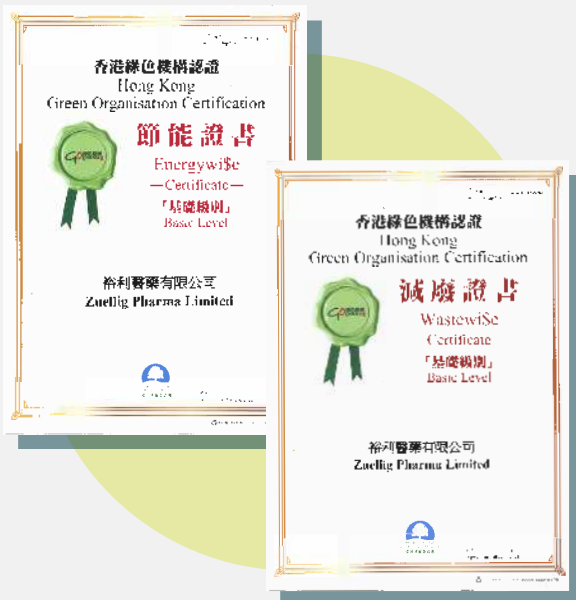 香港綠色機構認證
Hong Kong
Green Organisation Certification
節能證書
Energywi$e
—Certificate—
「基礎級別」
Basic Level
裕利醫藥有限公司
Zuellig Pharma Limited
香港綠色機構認證
Hong Kong
Green Organisation Certification
減廢證書
Wastewi$e
Certificate
「基礎級別」
Basic Level
裕利醫藥有限公司
Zuellig Pharma Limited